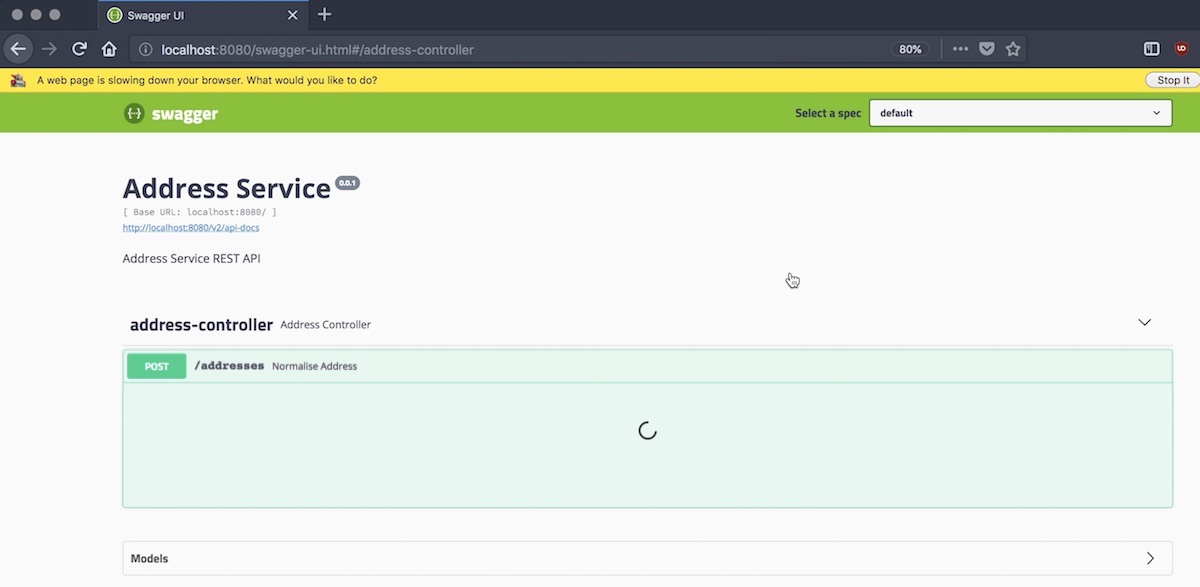 Swagger UI
localhost:8080/swagger-ui.html#/address-controller
80%
A web page is slowing down your browser. What would you like to do?
Stop It
swagger
Select a spec
default
Address Service 0.0.1
[ Base URL: localhost:8080/ ]
http://localhost:8080/v2/api-docs
Address Service REST API
address-controller Address Controller
POST /addresses Normalise Address
Models